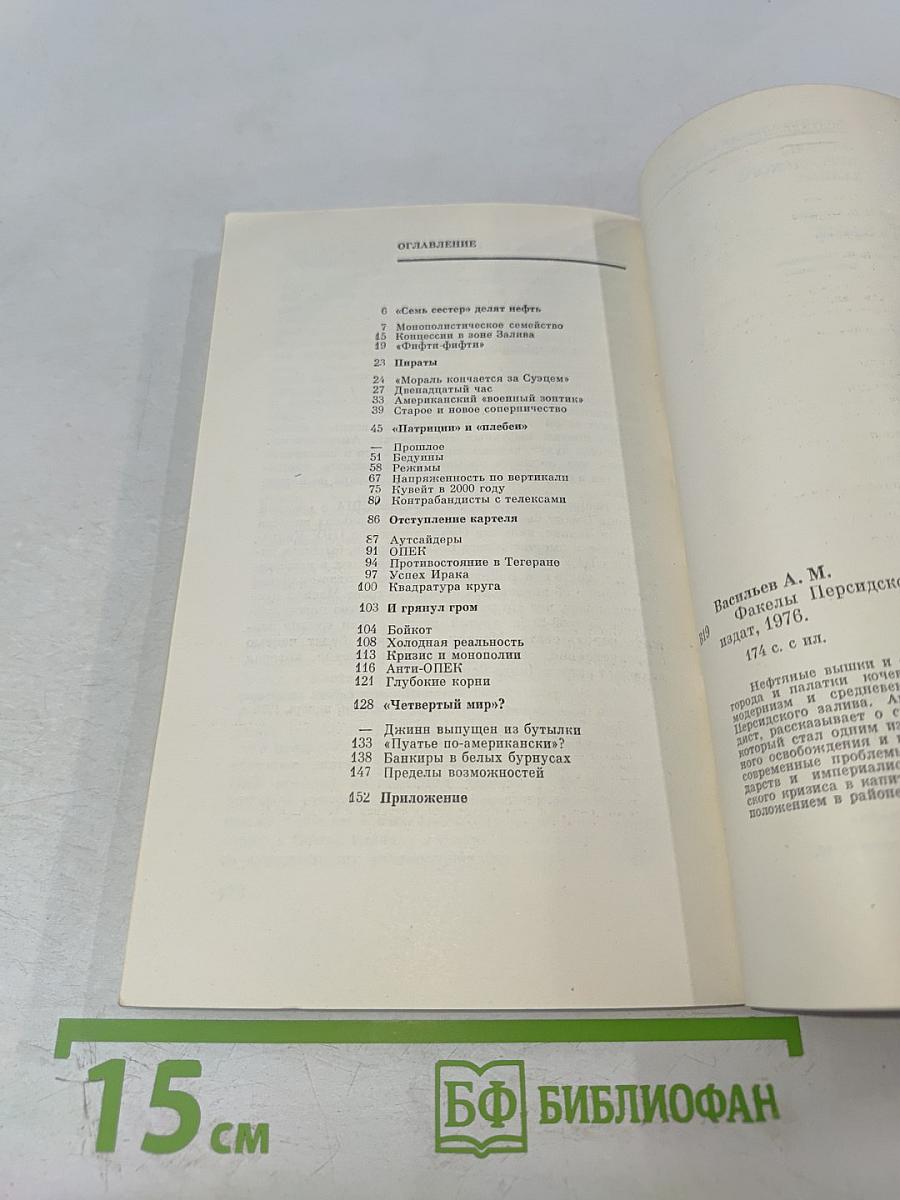 ОГЛАВЛЕНИЕ
6 «Семь сестер» делят нефть
7 Монополистическое семейство
15 Концессии в зоне Залива
19 «Фифти-фифти»
23 Пираты
24 «Мораль кончается за Суэцем»
27 Двенадцатый час
33 Американский «военный зонтик»
39 Старое и новое соперничество
45 «Патриции» и «плебеи»
— Прошлое
51 Бедуины
58 Режимы
67 Напряженность по вертикали
75 Кувейт в 2000 году
80 Контрабандисты с телексами
86 Отступление картеля
87 Аутсайдеры
91 ОПЕК
94 Противостояние в Тегеране
97 Успех Ирака
100 Квадратура круга
103 И грянул гром
104 Бойкот
108 Холодная реальность
113 Кризис и монополии
116 Анти-ОПЕК
121 Глубокие корни
128 «Четвертый мир»?
— Джинн выпущен из бутылки
133 «Пуатье по-американски»?
138 Банкиры в белых бурнусах
147 Пределы возможностей
152 Приложение
Васильев А. М.
Факелы Персидско
издат, 1976.
174 с. с ил.
Нефтяные вышки и
города и палатки кочев
модернизм и средневек
Персидского залива. А
дист, рассказывает о с
который стал одним из
ного освобождения и
современные проблемы
дарств и империалис
ского кризиса в капит
положением в районе
15 см
БФ БИБЛИОФАН